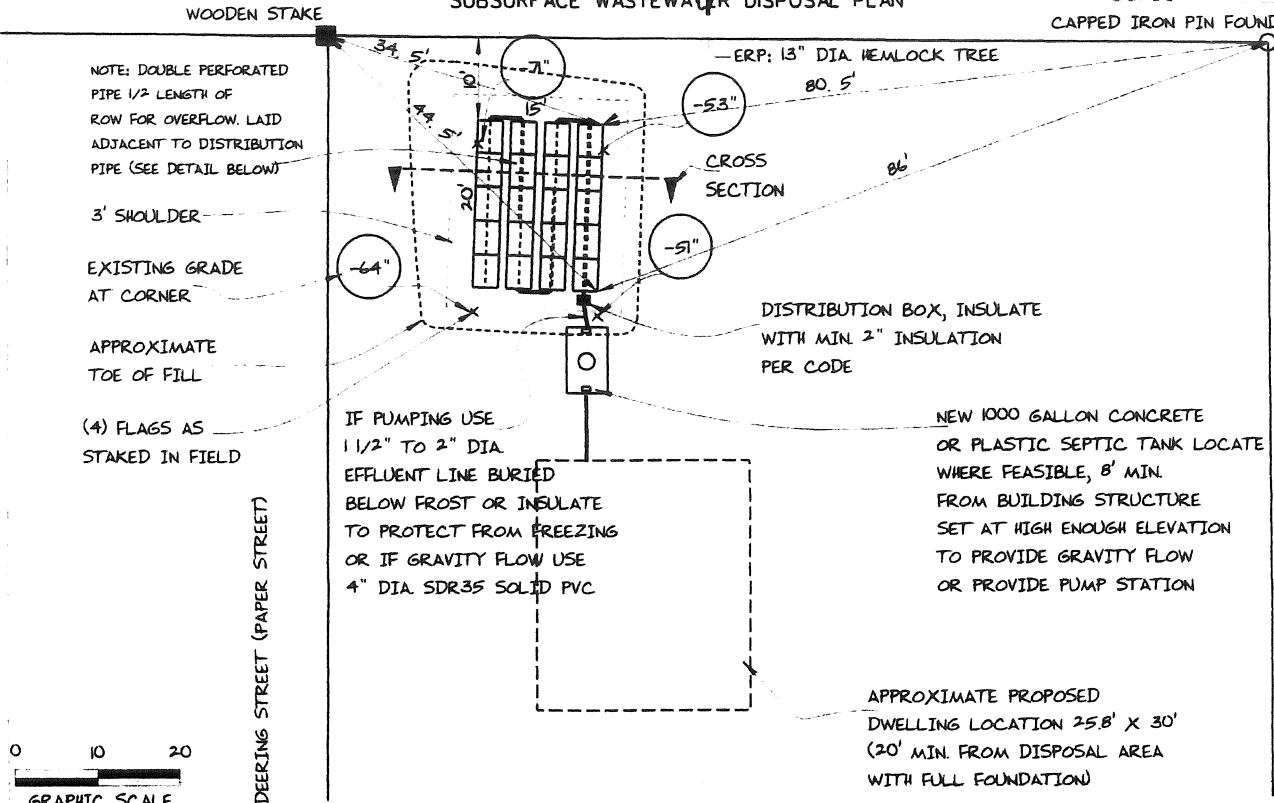 SUBSURFACE WASTEWATER DISPOSAL PLAN
WOODEN STAKE
CAPPED IRON PIN FOUND
ERP: 13" DIA. HEMLOCK TREE
34. 5'
10'
-71"
-53"
80. 5'
15'
44. 5'
86'
20'
NOTE: DOUBLE PERFORATED
PIPE 1/2 LENGTH OF
ROW FOR OVERFLOW. LAID
ADJACENT TO DISTRIBUTION
PIPE (SEE DETAIL BELOW)
CROSS
SECTION
3' SHOULDER
-64"
-51"
EXISTING GRADE
AT CORNER
DISTRIBUTION BOX, INSULATE
WITH MIN. 2" INSULATION
PER CODE
APPROXIMATE
TOE OF FILL
(4) FLAGS AS
STAKED IN FIELD
IF PUMPING USE
1 1/2" TO 2" DIA.
EFFLUENT LINE BURIED
BELOW FROST OR INSULATE
TO PROTECT FROM FREEZING
OR IF GRAVITY FLOW USE
4" DIA. SDR35 SOLID PVC
NEW 1000 GALLON CONCRETE
OR PLASTIC SEPTIC TANK LOCATE
WHERE FEASIBLE, 8' MIN.
FROM BUILDING STRUCTURE
SET AT HIGH ENOUGH ELEVATION
TO PROVIDE GRAVITY FLOW
OR PROVIDE PUMP STATION
DEERING STREET (PAPER STREET)
APPROXIMATE PROPOSED
DWELLING LOCATION 25.8' X 30'
(20' MIN. FROM DISPOSAL AREA
WITH FULL FOUNDATION)
0 10 20
GRAPHIC SCALE